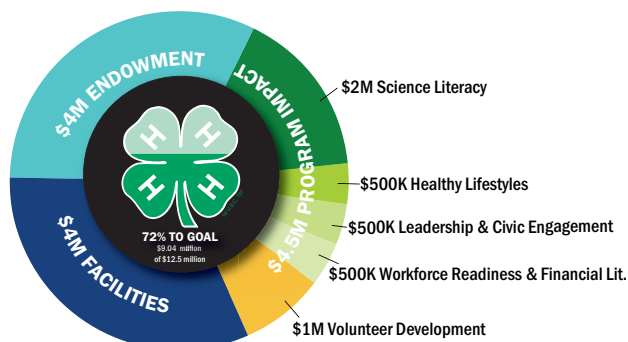 $4M ENDOWMENT
$4.5M PROGRAM IMPACT
$4M FACILITIES
H H
H H
72% TO GOAL
$9.04 million
of $12.5 million
$2M Science Literacy
$500K Healthy Lifestyles
$500K Leadership & Civic Engagement
$500K Workforce Readiness & Financial Lit.
$1M Volunteer Development